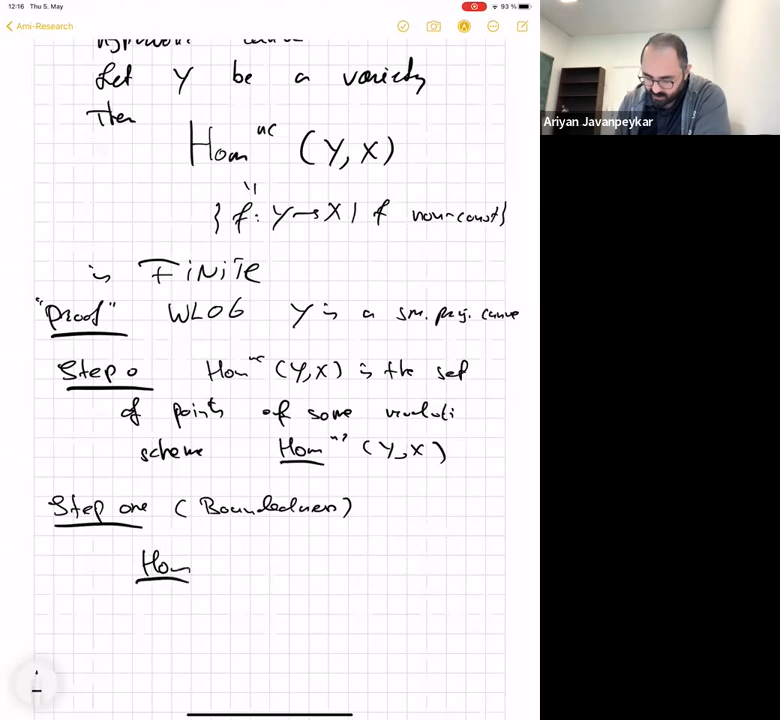 12:16 Thu 5. May
93 %
Ami-Research
Let Y be a variety
Then
Hom^nc (Y, X)
{ f: Y → X | f non-const }
is FINITE
"Proof" WLOG Y is a sm. proj. curve
Step 0 Hom^nc (Y, X) is the set
of points of some moduli
scheme Hom^nc (Y, X)
Step one (Boundedness)
Hom
Ariyan Javanpeykar